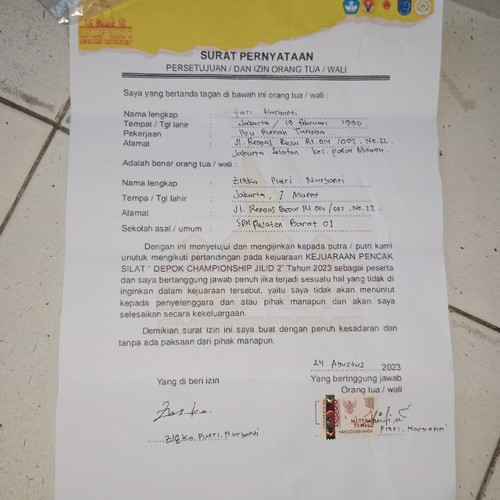 SURAT PERNYATAAN
PERSETUJUAN / DAN IZIN ORANG TUA / WALI
Saya yang bertanda tagan di bawah ini orang tua / wali :
Nama lengkap : Fitri Haryanti
Tempat / Tgl lahir : Jakarta / 18 februari 1990
Pekerjaan : Ibu Rumah Tangga
Alamat : Jl. Rengas Besar Rt.014/002. No.22
Jakarta Selatan kec. pasar Minggu
Adalah benar orang tua / wali :
Nama lengkap : Zizka Putri Nuryanti
Tempa / Tgl lahir : Jakarta, 7 Maret
Alamat : Jl. Rengas Besar Rt.014/002. No.22
Sekolah asal / umum : SDN Pejaten Barat 01
Dengan ini menyetujui dan mengijinkan kepada putra / putri kami
unutuk mengikiti pertandingan pada kejuaraan KEJUARAAN PENCAK
SILAT " DEPOK CHAMPIONSHIP JILID 2" Tahun 2023 sebagai peserta
dan saya bertanggung jawab penuh jika terjadi sesuatu hal yang tidak di
inginkan dalam kejuaraan tersebut, yaitu saya tidak akan menuntut
kepada penyelenggara dan atau pihak manapun dan akan saya
selesaikan secara kekeluargaan.
Demikian surat izin ini saya buat dengan penuh kesadaran dan
tanpa ada paksaan dari pihak manapun.
24 Agustus 2023
Yang di beri izin
Yang bertnggung jawab
Orang tua / wali
Zizka
Zizka Putri. Nuryanti
METERAI
TEMPEL
Fitri. Haryanti